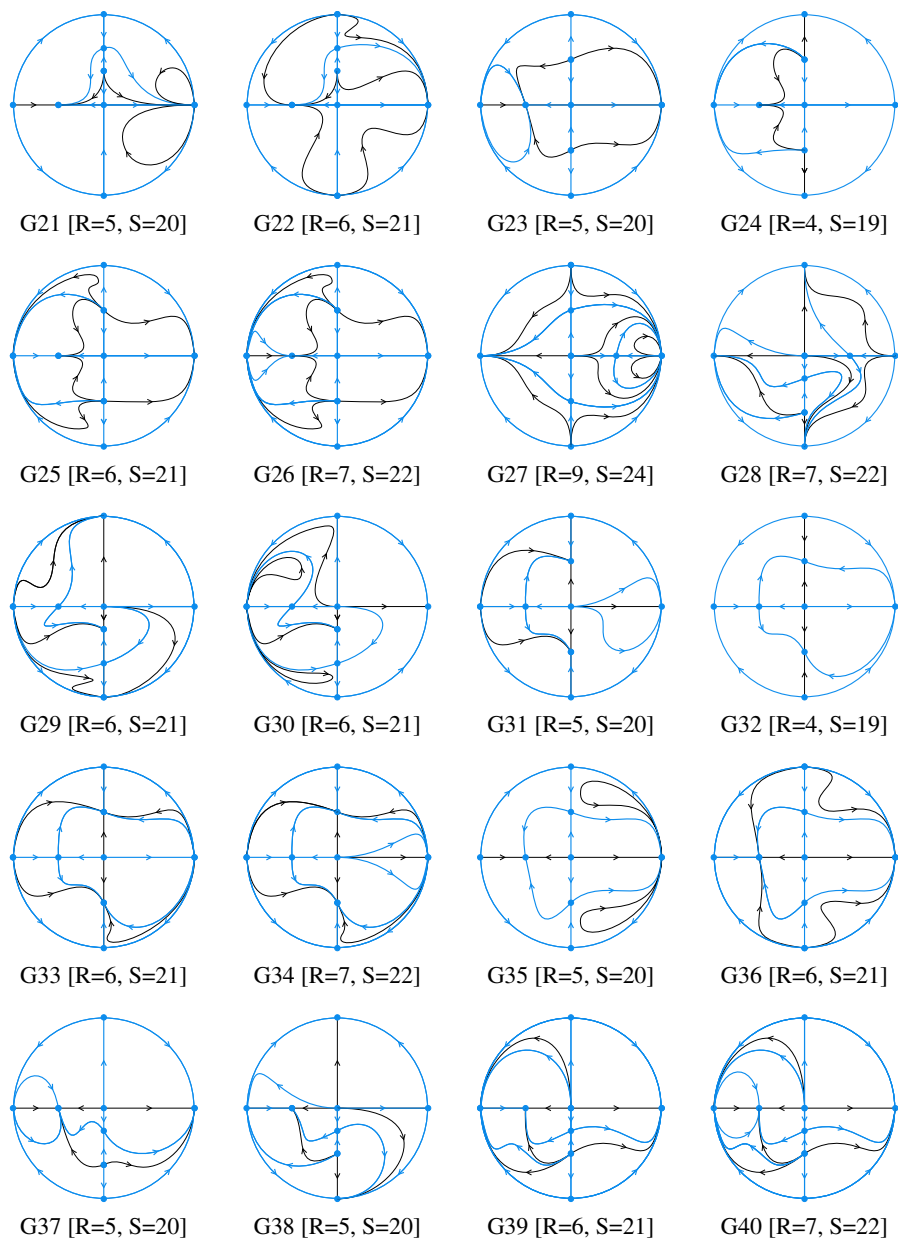 G21 [R=5, S=20] G22 [R=6, S=21] G23 [R=5, S=20] G24 [R=4, S=19]
G25 [R=6, S=21] G26 [R=7, S=22] G27 [R=9, S=24] G28 [R=7, S=22]
G29 [R=6, S=21] G30 [R=6, S=21] G31 [R=5, S=20] G32 [R=4, S=19]
G33 [R=6, S=21] G34 [R=7, S=22] G35 [R=5, S=20] G36 [R=6, S=21]
G37 [R=5, S=20] G38 [R=5, S=20] G39 [R=6, S=21] G40 [R=7, S=22]